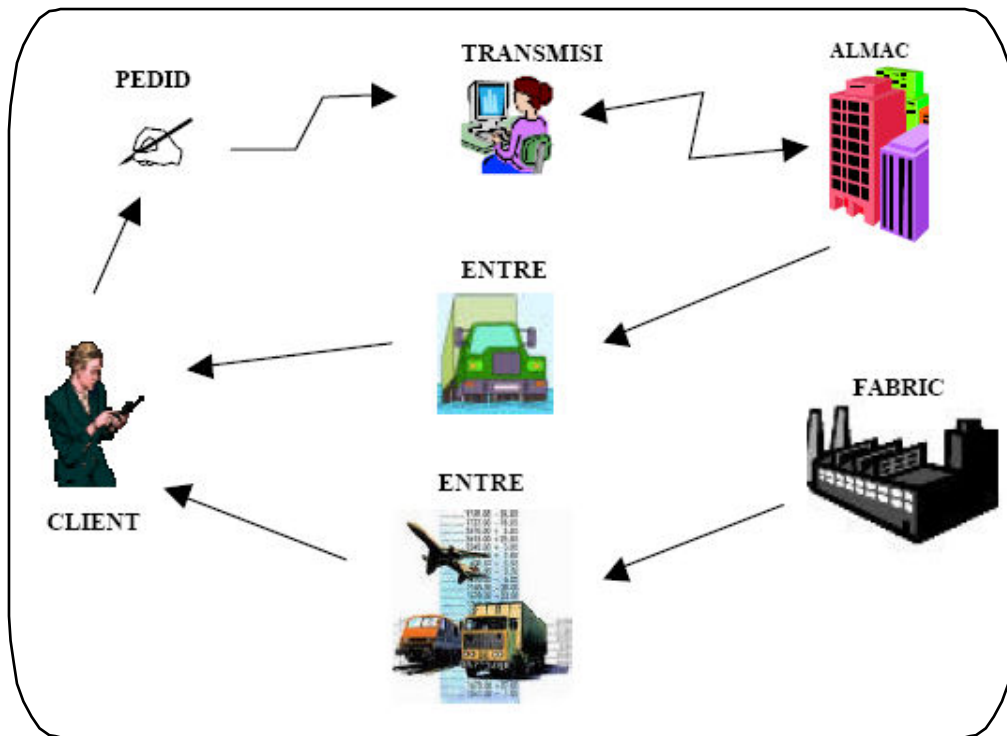 TRANSMISI
ALMAC
PEDID
ENTRE
FABRIC
ENTRE
CLIENT